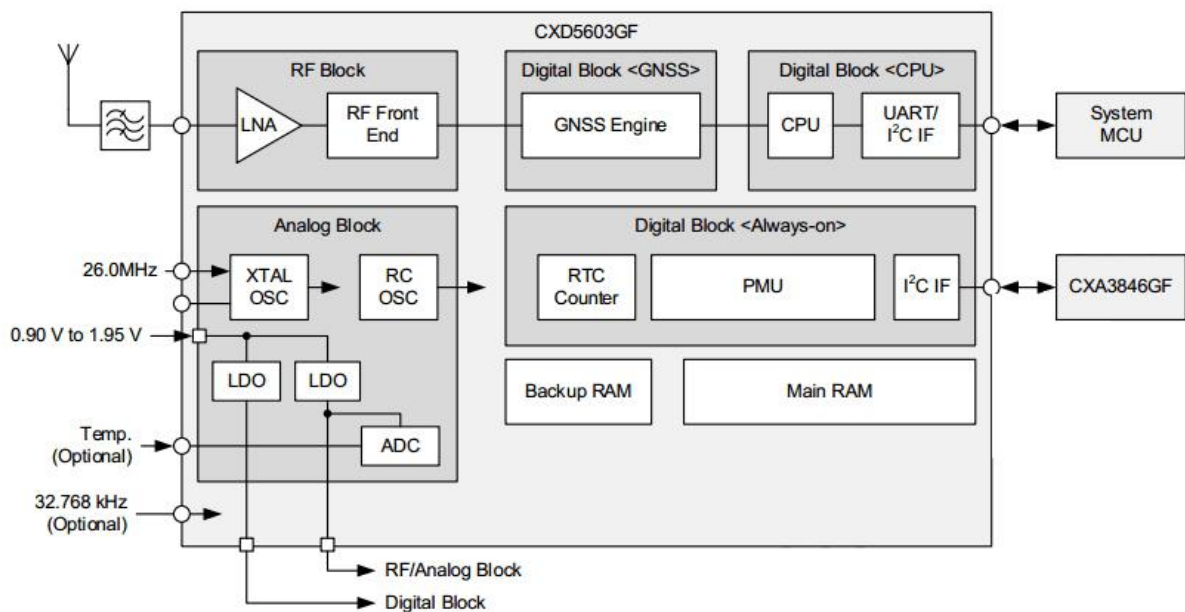 CXD5603GF
RF Block
LNA
RF Front
End
Digital Block <GNSS>
GNSS Engine
Digital Block <CPU>
CPU
UART/
I²C IF
System
MCU
Analog Block
26.0MHz
XTAL
OSC
RC
OSC
0.90 V to 1.95 V
LDO
LDO
Temp.
(Optional)
ADC
32.768 kHz
(Optional)
Digital Block <Always-on>
RTC
Counter
PMU
I²C IF
CXA3846GF
Backup RAM
Main RAM
RF/Analog Block
Digital Block